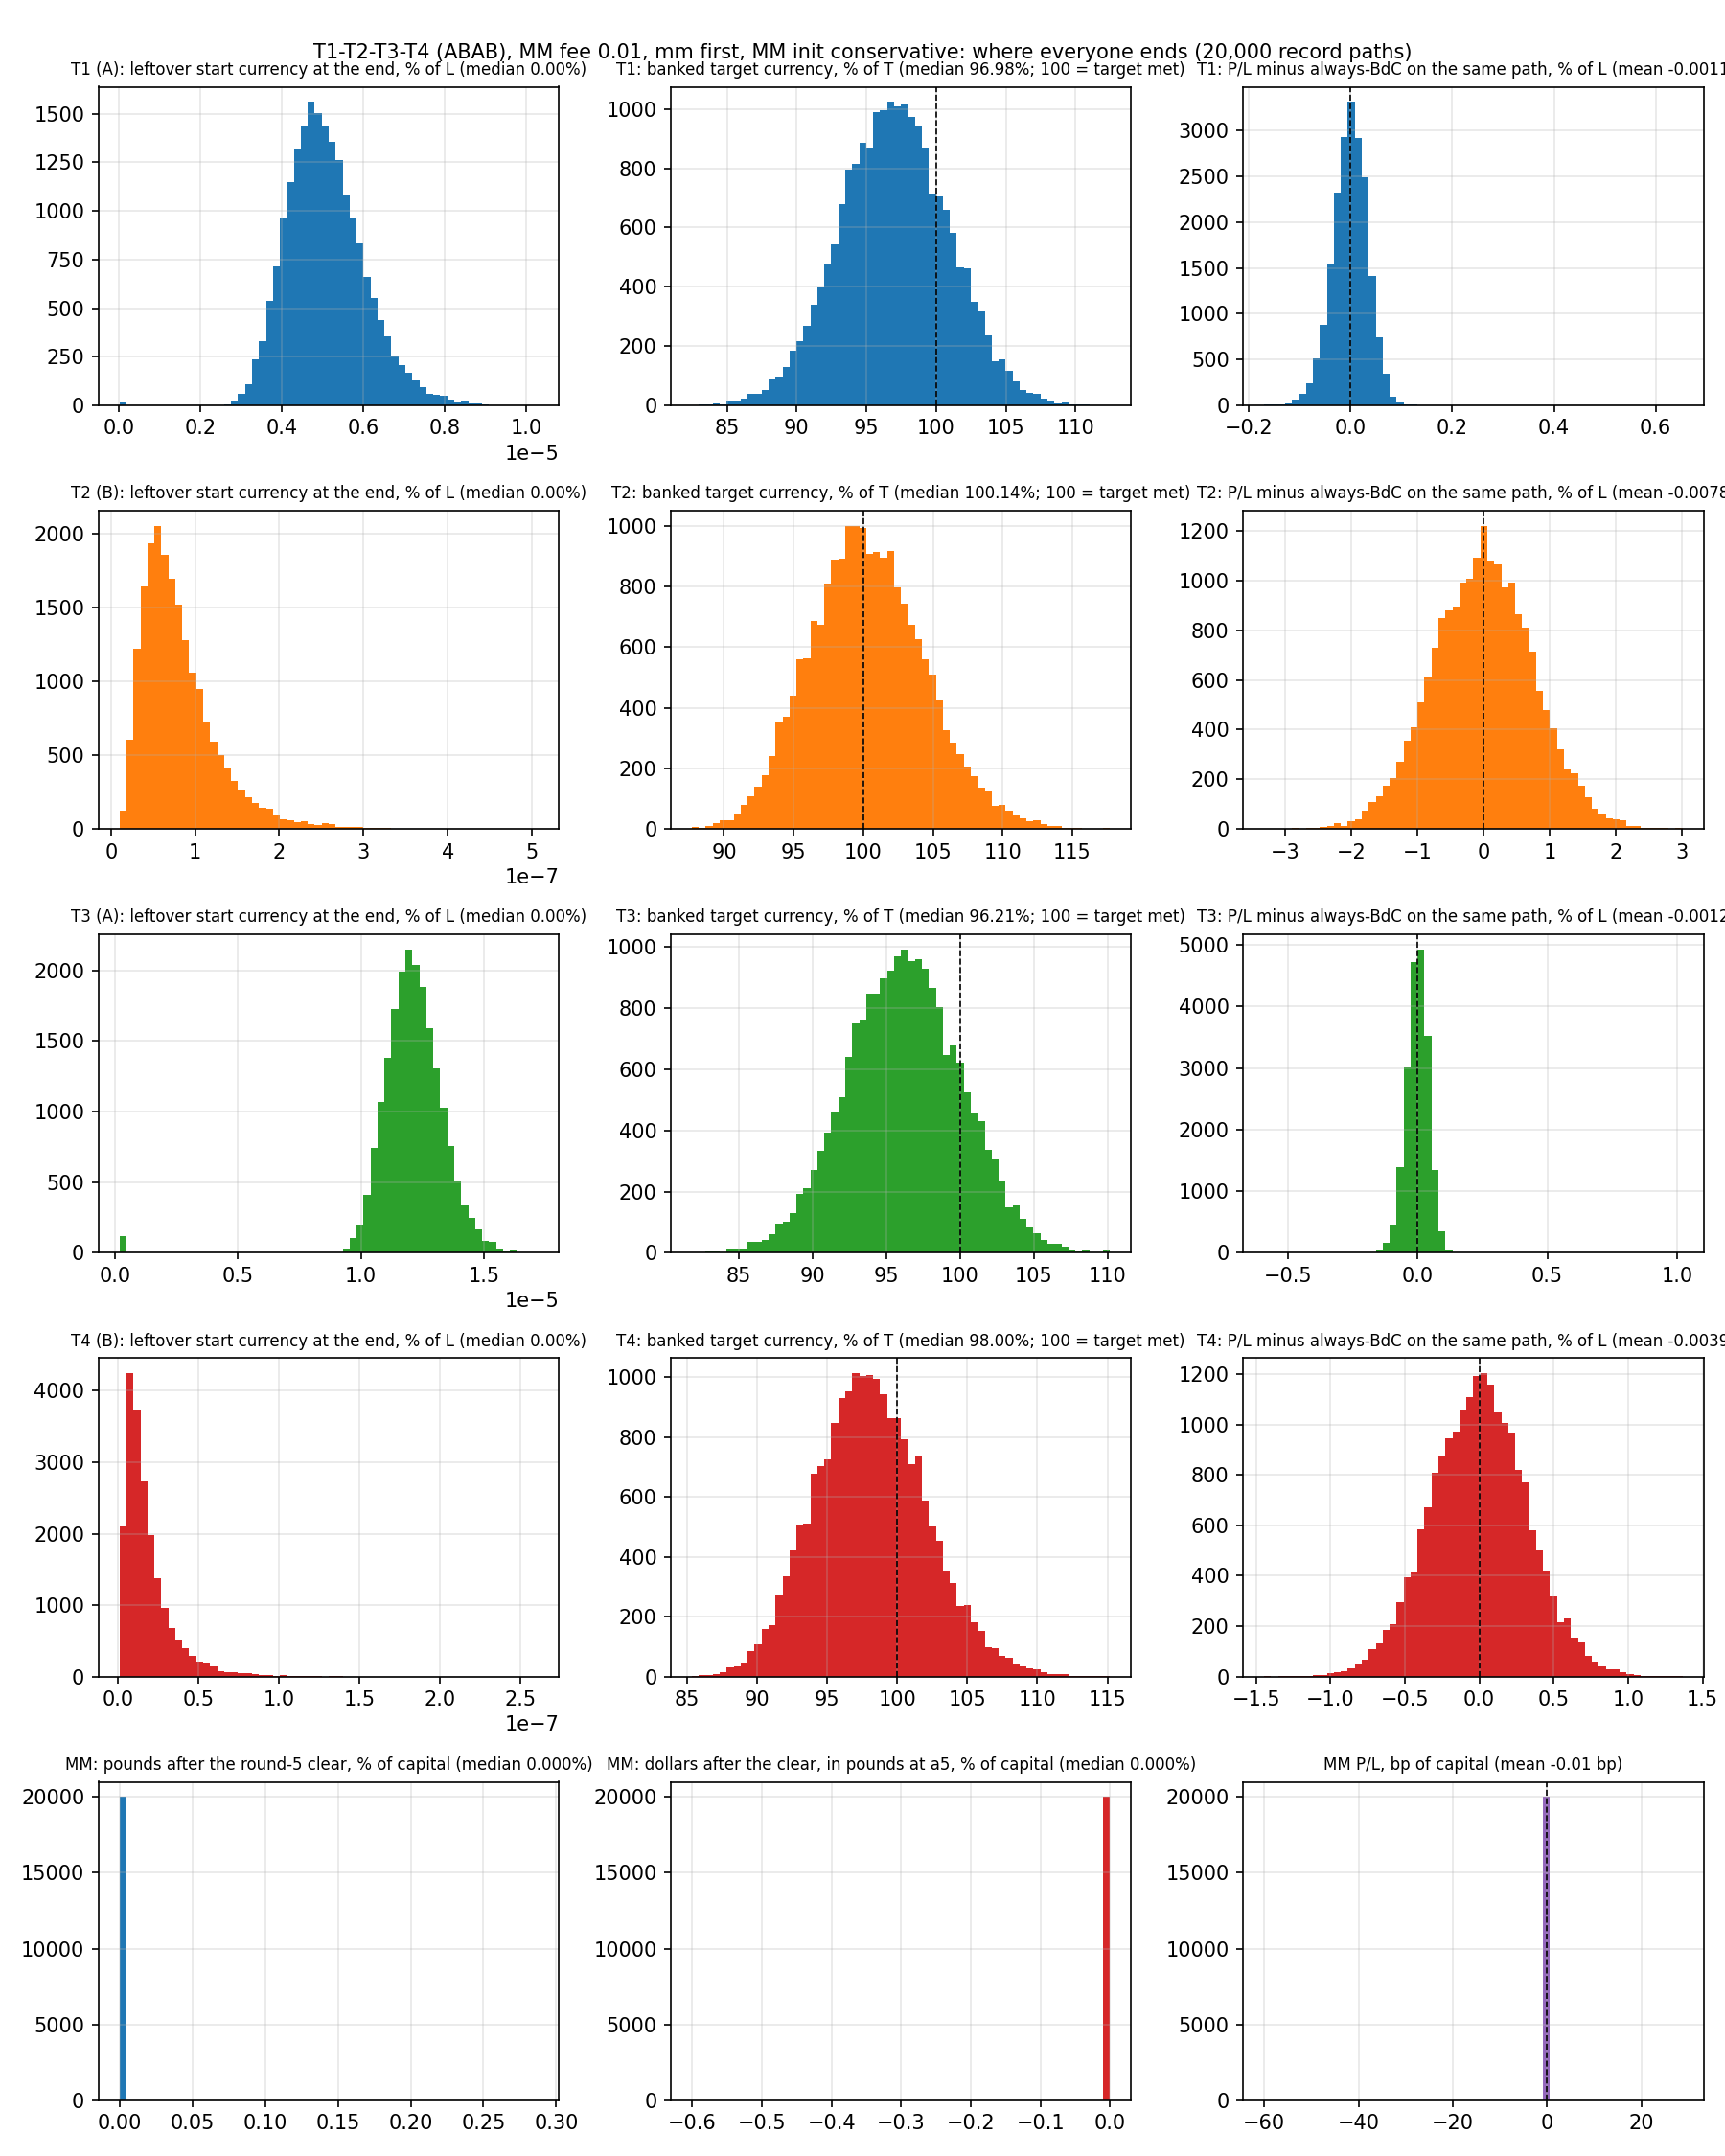 T1-T2-T3-T4 (ABAB), MM fee 0.01, mm first, MM init conservative: where everyone ends (20,000 record paths)
T1 (A): leftover start currency at the end, % of L (median 0.00%)
T1: banked target currency, % of T (median 96.98%; 100 = target met)
T1: P/L minus always-BdC on the same path, % of L (mean -0.0011
1500
1250
1000
750
500
250
0
0.0 0.2 0.4 0.6 0.8 1.0
1e−5
1000
800
600
400
200
0
85 90 95 100 105 110
3000
2500
2000
1500
1000
500
0
−0.2 0.0 0.2 0.4 0.6
T2 (B): leftover start currency at the end, % of L (median 0.00%)
T2: banked target currency, % of T (median 100.14%; 100 = target met)
T2: P/L minus always-BdC on the same path, % of L (mean -0.0078
2000
1500
1000
500
0
0 1 2 3 4 5
1e−7
1000
800
600
400
200
0
90 95 100 105 110 115
1200
1000
800
600
400
200
0
−3 −2 −1 0 1 2 3
T3 (A): leftover start currency at the end, % of L (median 0.00%)
T3: banked target currency, % of T (median 96.21%; 100 = target met)
T3: P/L minus always-BdC on the same path, % of L (mean -0.0012
2000
1500
1000
500
0
0.0 0.5 1.0 1.5
1e−5
1000
800
600
400
200
0
85 90 95 100 105 110
5000
4000
3000
2000
1000
0
−0.5 0.0 0.5 1.0
T4 (B): leftover start currency at the end, % of L (median 0.00%)
T4: banked target currency, % of T (median 98.00%; 100 = target met)
T4: P/L minus always-BdC on the same path, % of L (mean -0.0039
4000
3000
2000
1000
0
0.0 0.5 1.0 1.5 2.0 2.5
1e−7
1000
800
600
400
200
0
85 90 95 100 105 110 115
1200
1000
800
600
400
200
0
−1.5 −1.0 −0.5 0.0 0.5 1.0 1.5
MM: pounds after the round-5 clear, % of capital (median 0.000%)
MM: dollars after the clear, in pounds at a5, % of capital (median 0.000%)
MM P/L, bp of capital (mean -0.01 bp)
20000
15000
10000
5000
0
0.00 0.05 0.10 0.15 0.20 0.25 0.30
20000
15000
10000
5000
0
−0.6 −0.5 −0.4 −0.3 −0.2 −0.1 0.0
20000
15000
10000
5000
0
−60 −40 −20 0 20